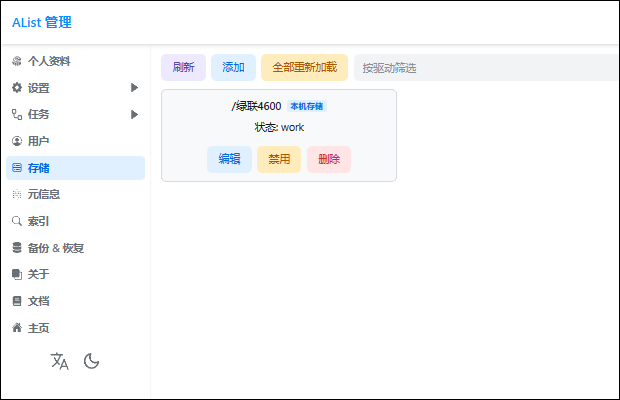 AList 管理
个人资料
设置
任务
用户
存储
元信息
索引
备份 & 恢复
关于
文档
主页
刷新 添加 全部重新加载 按驱动筛选
/绿联4600 本机存储
状态: work
编辑 禁用 删除